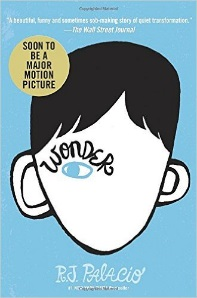 "A beautiful, funny and sometimes sob-making story of quiet transformation."
—The Wall Street Journal
SOON TO
BE A
MAJOR
MOTION
PICTURE
WONDER
R.J. PALACIO